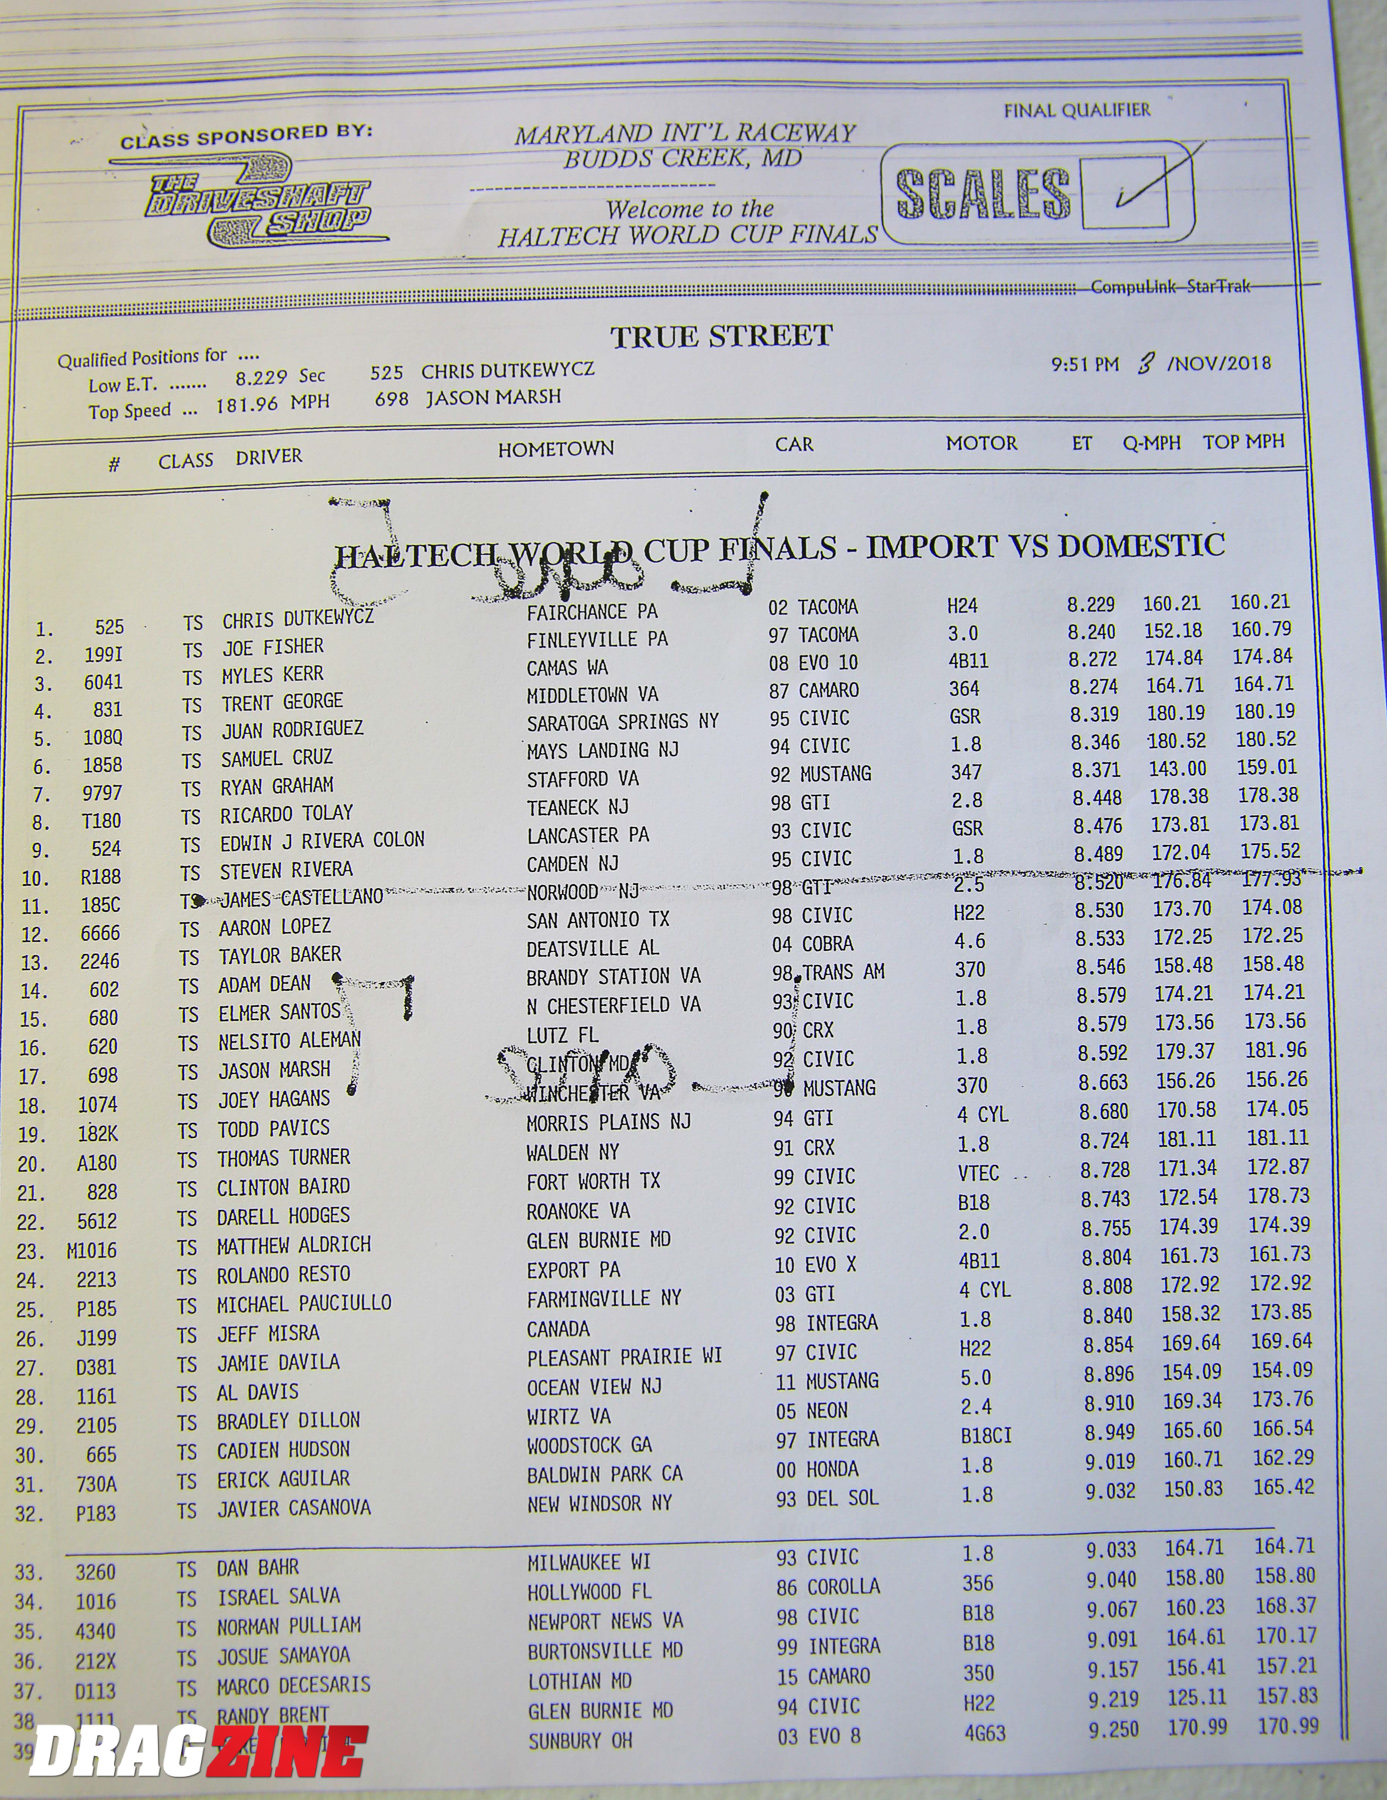 FINAL QUALIFIER
CLASS SPONSORED BY:
THE
DRIVESHAFT
SHOP
MARYLAND INT'L RACEWAY
BUDDS CREEK, MD
Welcome to the
HALTECH WORLD CUP FINALS
SCALES
CompuLink StarTrak
TRUE STREET
Qualified Positions for ....
Low E.T. ....... 8.229 Sec 525 CHRIS DUTKEWYCZ
Top Speed ... 181.96 MPH 698 JASON MARSH
9:51 PM 3 /NOV/2018
# CLASS DRIVER HOMETOWN CAR MOTOR ET Q-MPH TOP MPH
HALTECH WORLD CUP FINALS - IMPORT VS DOMESTIC
1. 525 TS CHRIS DUTKEWYCZ FAIRCHANCE PA 02 TACOMA H24 8.229 160.21 160.21
2. 199I TS JOE FISHER FINLEYVILLE PA 97 TACOMA 3.0 8.240 152.18 160.79
3. 6041 TS MYLES KERR CAMAS WA 08 EVO 10 4B11 8.272 174.84 174.84
4. 831 TS TRENT GEORGE MIDDLETOWN VA 87 CAMARO 364 8.274 164.71 164.71
5. 108Q TS JUAN RODRIGUEZ SARATOGA SPRINGS NY 95 CIVIC GSR 8.319 180.19 180.19
6. 1858 TS SAMUEL CRUZ MAYS LANDING NJ 94 CIVIC 1.8 8.346 180.52 180.52
7. 9797 TS RYAN GRAHAM STAFFORD VA 92 MUSTANG 347 8.371 143.00 159.01
8. T180 TS RICARDO TOLAY TEANECK NJ 98 GTI 2.8 8.448 178.38 178.38
9. 524 TS EDWIN J RIVERA COLON LANCASTER PA 93 CIVIC GSR 8.476 173.81 173.81
10. R188 TS STEVEN RIVERA CAMDEN NJ 95 CIVIC 1.8 8.489 172.04 175.52
11. 185C TS JAMES CASTELLANO NORWOOD NJ 98 GTI 2.5 8.520 176.84 177.93
12. 6666 TS AARON LOPEZ SAN ANTONIO TX 98 CIVIC H22 8.530 173.70 174.08
13. 2246 TS TAYLOR BAKER DEATSVILLE AL 04 COBRA 4.6 8.533 172.25 172.25
14. 602 TS ADAM DEAN BRANDY STATION VA 98 TRANS AM 370 8.546 158.48 158.48
15. 680 TS ELMER SANTOS N CHESTERFIELD VA 93 CIVIC 1.8 8.579 174.21 174.21
16. 620 TS NELSITO ALEMAN LUTZ FL 90 CRX 1.8 8.579 173.56 173.56
17. 698 TS JASON MARSH CLINTON MD 92 CIVIC 1.8 8.592 179.37 181.96
18. 1074 TS JOEY HAGANS WINCHESTER VA 90 MUSTANG 370 8.663 156.26 156.26
19. 182K TS TODD PAVICS MORRIS PLAINS NJ 94 GTI 4 CYL 8.680 170.58 174.05
20. A180 TS THOMAS TURNER WALDEN NY 91 CRX 1.8 8.724 181.11 181.11
21. 828 TS CLINTON BAIRD FORT WORTH TX 99 CIVIC VTEC 8.728 171.34 172.87
22. 5612 TS DARELL HODGES ROANOKE VA 92 CIVIC B18 8.743 172.54 178.73
23. M1016 TS MATTHEW ALDRICH GLEN BURNIE MD 92 CIVIC 2.0 8.755 174.39 174.39
24. 2213 TS ROLANDO RESTO EXPORT PA 10 EVO X 4B11 8.804 161.73 161.73
25. P185 TS MICHAEL PAUCIULLO FARMINGVILLE NY 03 GTI 4 CYL 8.808 172.92 172.92
26. J199 TS JEFF MISRA CANADA 98 INTEGRA 1.8 8.840 158.32 173.85
27. D381 TS JAMIE DAVILA PLEASANT PRAIRIE WI 97 CIVIC H22 8.854 169.64 169.64
28. 1161 TS AL DAVIS OCEAN VIEW NJ 11 MUSTANG 5.0 8.896 154.09 154.09
29. 2105 TS BRADLEY DILLON WIRTZ VA 05 NEON 2.4 8.910 169.34 173.76
30. 665 TS CADIEN HUDSON WOODSTOCK GA 97 INTEGRA B18CI 8.949 165.60 166.54
31. 730A TS ERICK AGUILAR BALDWIN PARK CA 00 HONDA 1.8 9.019 160.71 162.29
32. P183 TS JAVIER CASANOVA NEW WINDSOR NY 93 DEL SOL 1.8 9.032 150.83 165.42
33. 3260 TS DAN BAHR MILWAUKEE WI 93 CIVIC 1.8 9.033 164.71 164.71
34. 1016 TS ISRAEL SALVA HOLLYWOOD FL 86 COROLLA 356 9.040 158.80 158.80
35. 4340 TS NORMAN PULLIAM NEWPORT NEWS VA 98 CIVIC B18 9.067 160.23 168.37
36. 212X TS JOSUE SAMAYOA BURTONSVILLE MD 99 INTEGRA B18 9.091 164.61 170.17
37. D113 TS MARCO DECESARIS LOTHIAN MD 15 CAMARO 350 9.157 156.41 157.21
38 1111 TS RANDY BRENT GLEN BURNIE MD 94 CIVIC H22 9.219 125.11 157.83
39 SUNBURY OH 03 EVO 8 4G63 9.250 170.99 170.99
DRAGZINE